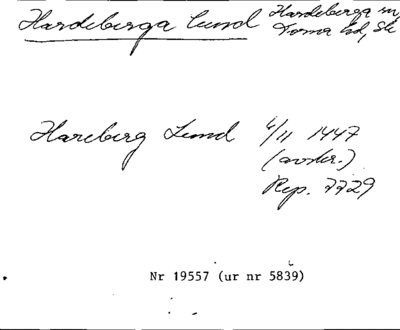 Hardeberga Lund Hardeberga sn,
Torna hd, Sk
Hareberg Lund 4/11 1447
(avskr.)
Rep. 7729
Nr 19557 (ur nr 5839)